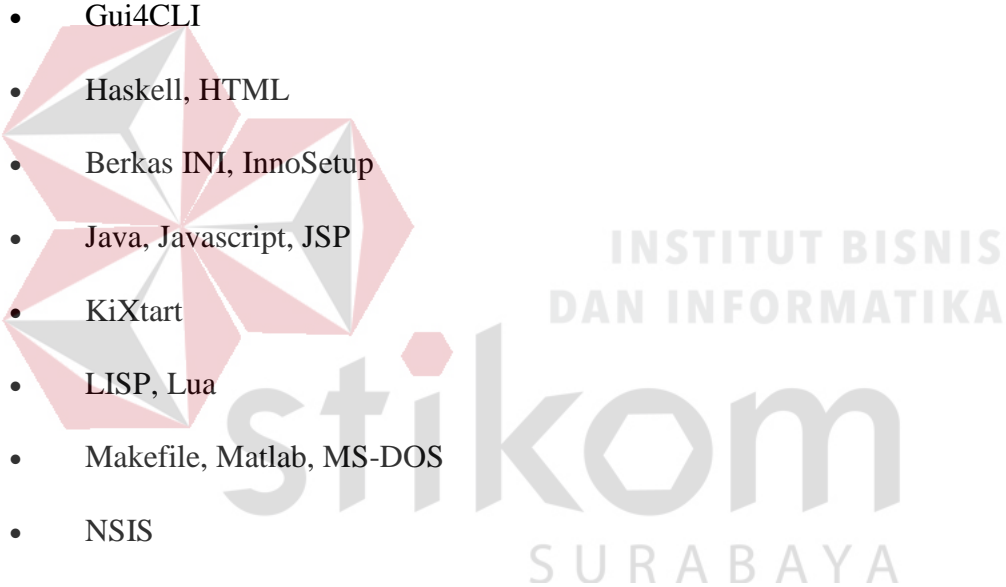 • Gui4CLI
• Haskell, HTML
• Berkas INI, InnoSetup
• Java, Javascript, JSP
• KiXtart
• LISP, Lua
• Makefile, Matlab, MS-DOS
• NSIS
INSTITUT BISNIS
DAN INFORMATIKA
stikom
SURABAYA